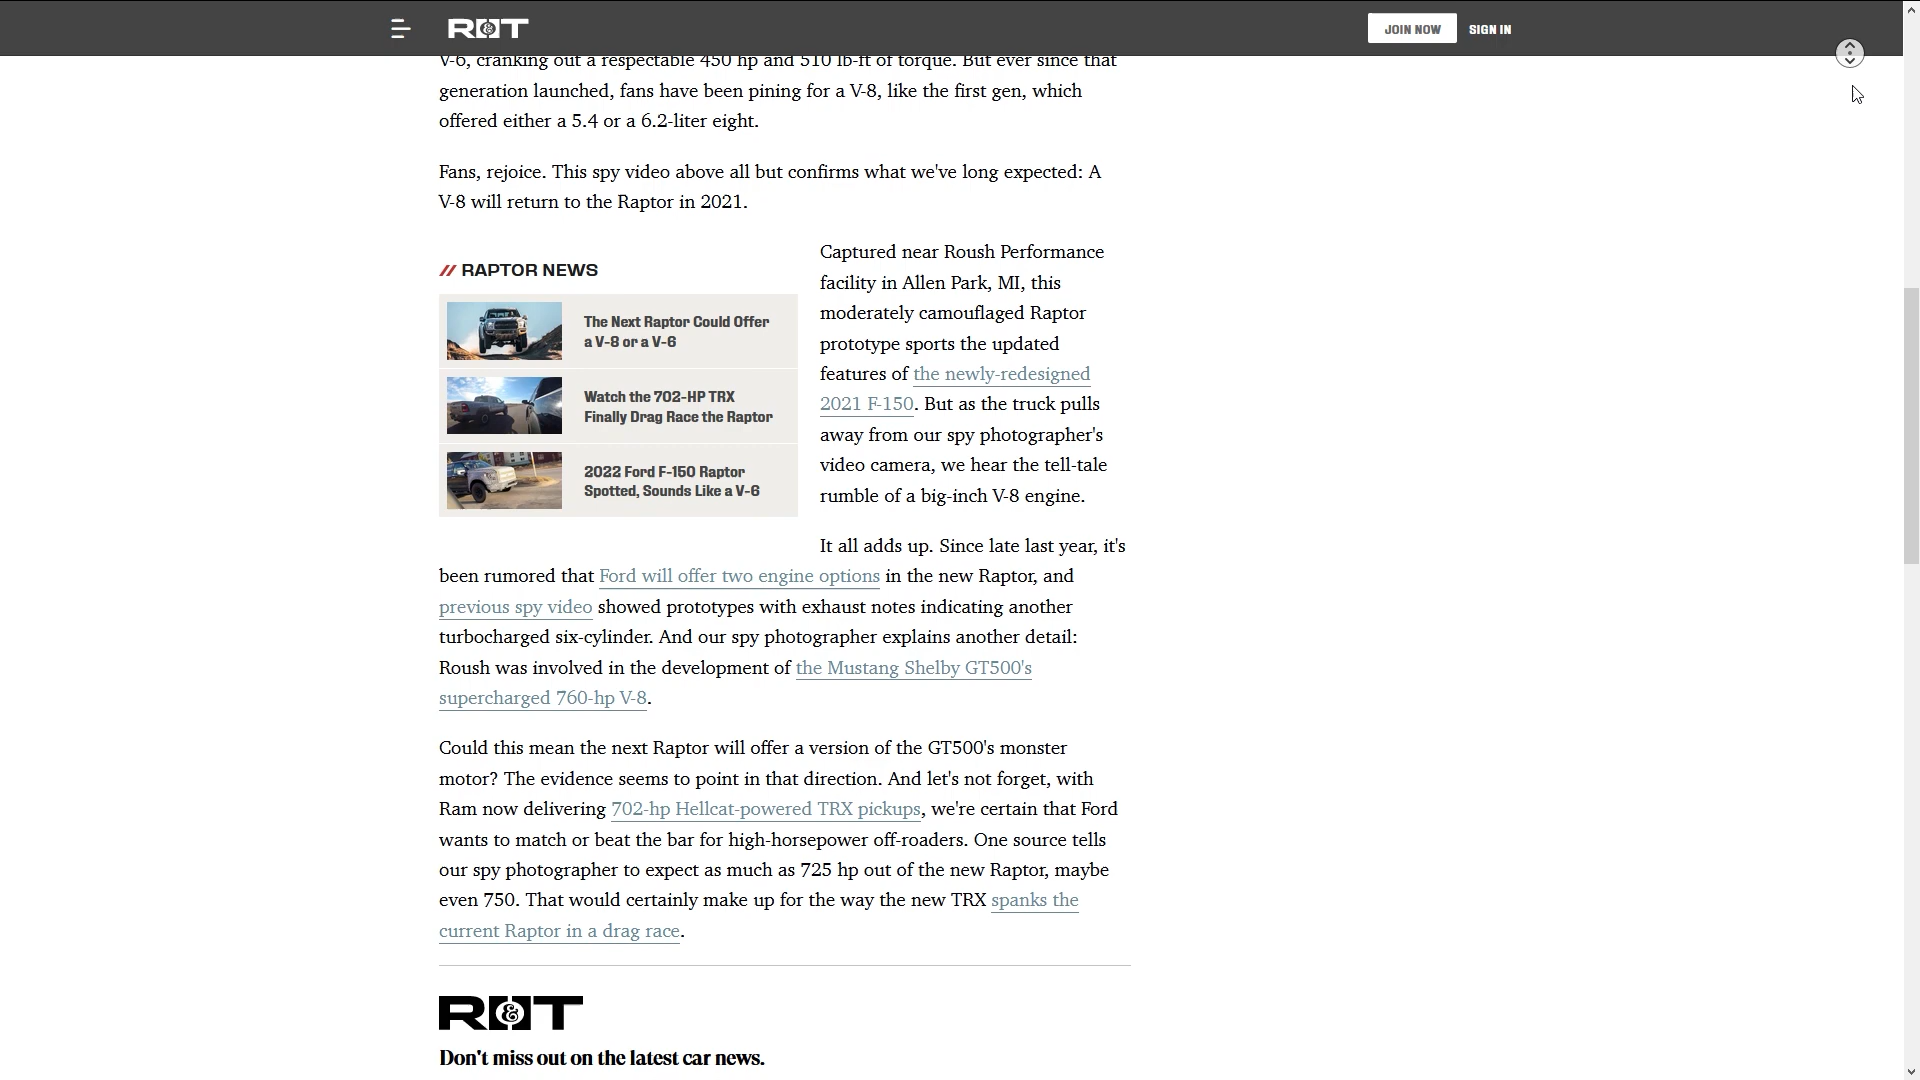 R&T
JOIN NOW
SIGN IN
V-6, cranking out a respectable 450 hp and 510 lb-ft of torque. But ever since that
generation launched, fans have been pining for a V-8, like the first gen, which
offered either a 5.4 or a 6.2-liter eight.
Fans, rejoice. This spy video above all but confirms what we've long expected: A
V-8 will return to the Raptor in 2021.
// RAPTOR NEWS
The Next Raptor Could Offer
a V-8 or a V-6
Watch the 702-HP TRX
Finally Drag Race the Raptor
2022 Ford F-150 Raptor
Spotted, Sounds Like a V-6
Captured near Roush Performance
facility in Allen Park, MI, this
moderately camouflaged Raptor
prototype sports the updated
features of the newly-redesigned
2021 F-150. But as the truck pulls
away from our spy photographer's
video camera, we hear the tell-tale
rumble of a big-inch V-8 engine.
It all adds up. Since late last year, it's
been rumored that Ford will offer two engine options in the new Raptor, and
previous spy video showed prototypes with exhaust notes indicating another
turbocharged six-cylinder. And our spy photographer explains another detail:
Roush was involved in the development of the Mustang Shelby GT500's
supercharged 760-hp V-8.
Could this mean the next Raptor will offer a version of the GT500's monster
motor? The evidence seems to point in that direction. And let's not forget, with
Ram now delivering 702-hp Hellcat-powered TRX pickups, we're certain that Ford
wants to match or beat the bar for high-horsepower off-roaders. One source tells
our spy photographer to expect as much as 725 hp out of the new Raptor, maybe
even 750. That would certainly make up for the way the new TRX spanks the
current Raptor in a drag race.
R&T
Don't miss out on the latest car news.